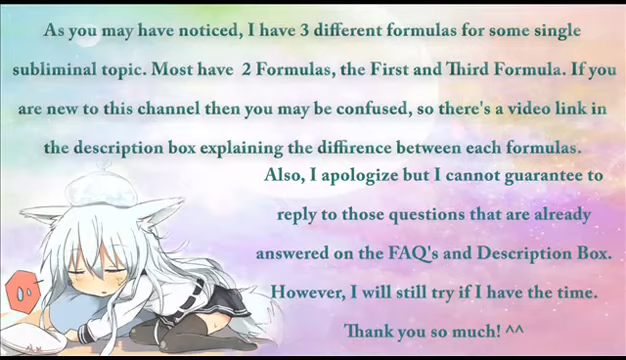 As you may have noticed, I have 3 different formulas for some single
subliminal topic. Most have 2 Formulas, the First and Third Formula. If you
are new to this channel then you may be confused, so there's a video link in
the description box explaining the diffirence between each formulas.
Also, I apologize but I cannot guarantee to
reply to those questions that are already
answered on the FAQ's and Description Box.
However, I will still try if I have the time.
Thank you so much! ^^